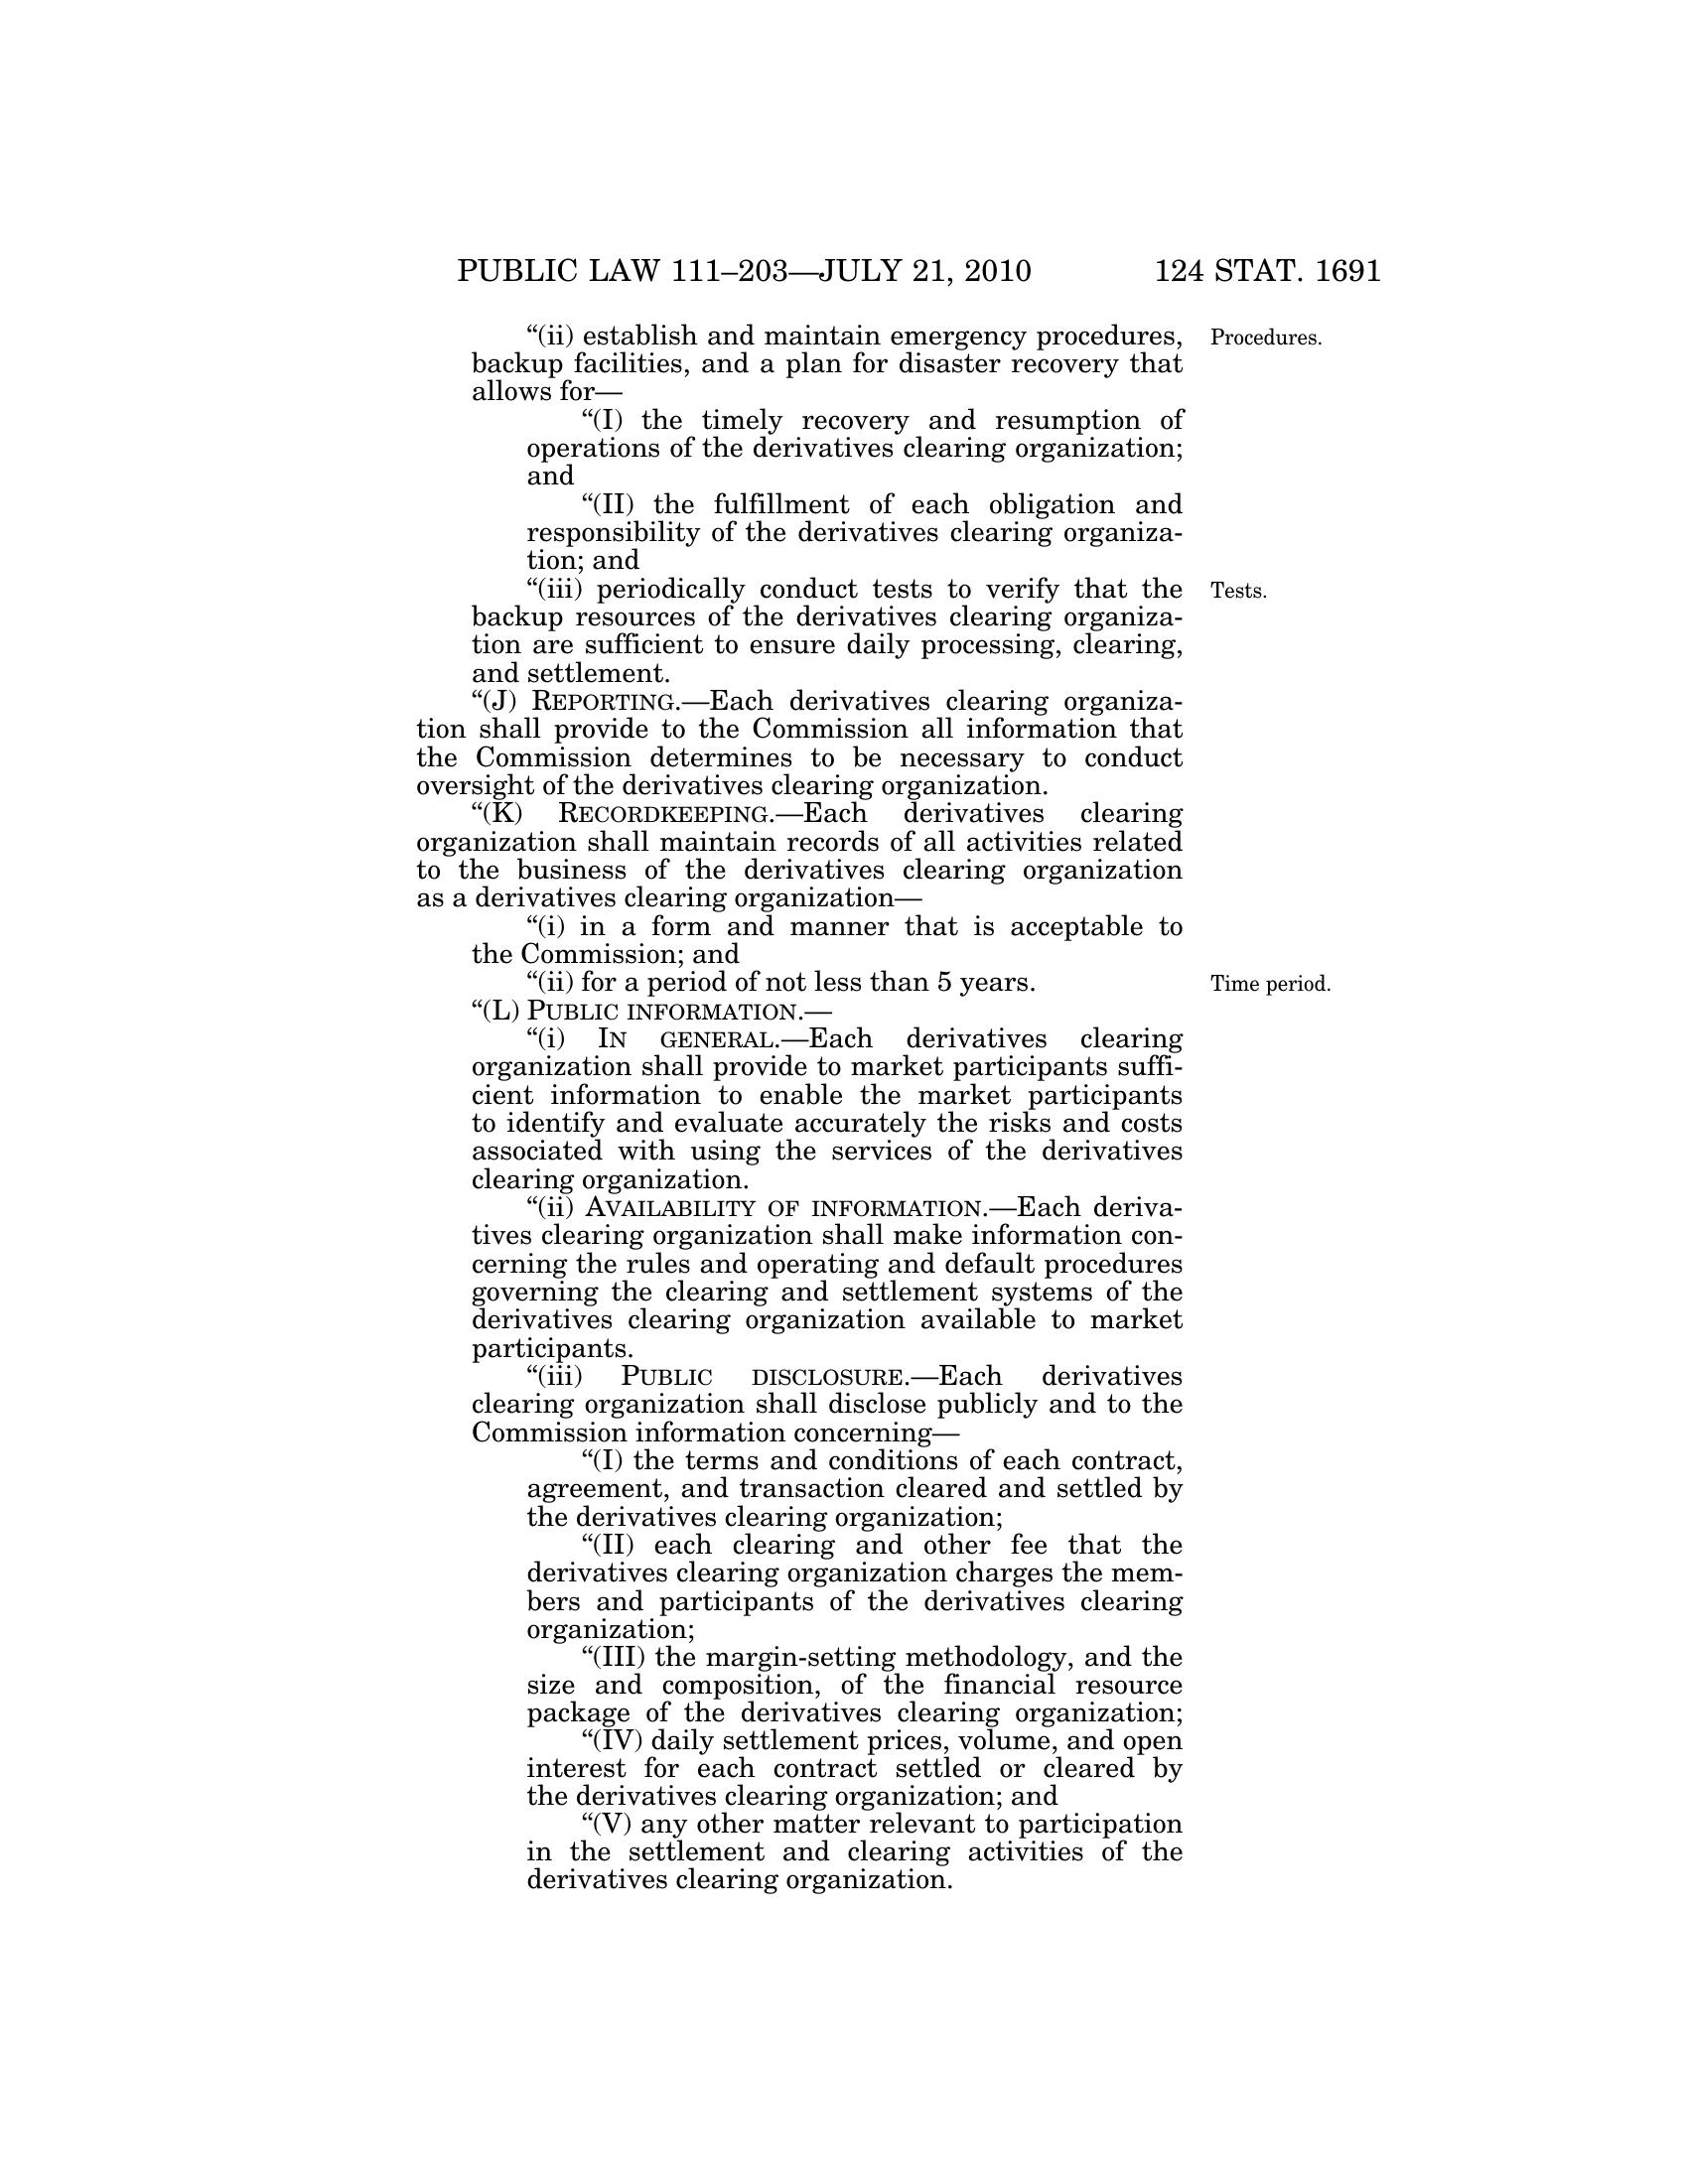 PUBLIC LAW 111–203—JULY 21, 2010 124 STAT. 1691
“(ii) establish and maintain emergency procedures, Procedures.
backup facilities, and a plan for disaster recovery that
allows for—
“(I) the timely recovery and resumption of
operations of the derivatives clearing organization;
and
“(II) the fulfillment of each obligation and
responsibility of the derivatives clearing organiza-
tion; and
“(iii) periodically conduct tests to verify that the Tests.
backup resources of the derivatives clearing organiza-
tion are sufficient to ensure daily processing, clearing,
and settlement.
“(J) REPORTING.—Each derivatives clearing organiza-
tion shall provide to the Commission all information that
the Commission determines to be necessary to conduct
oversight of the derivatives clearing organization.
“(K) RECORDKEEPING.—Each derivatives clearing
organization shall maintain records of all activities related
to the business of the derivatives clearing organization
as a derivatives clearing organization—
“(i) in a form and manner that is acceptable to
the Commission; and
“(ii) for a period of not less than 5 years. Time period.
“(L) PUBLIC INFORMATION.—
“(i) IN GENERAL.—Each derivatives clearing
organization shall provide to market participants suffi-
cient information to enable the market participants
to identify and evaluate accurately the risks and costs
associated with using the services of the derivatives
clearing organization.
“(ii) AVAILABILITY OF INFORMATION.—Each deriva-
tives clearing organization shall make information con-
cerning the rules and operating and default procedures
governing the clearing and settlement systems of the
derivatives clearing organization available to market
participants.
“(iii) PUBLIC DISCLOSURE.—Each derivatives
clearing organization shall disclose publicly and to the
Commission information concerning—
“(I) the terms and conditions of each contract,
agreement, and transaction cleared and settled by
the derivatives clearing organization;
“(II) each clearing and other fee that the
derivatives clearing organization charges the mem-
bers and participants of the derivatives clearing
organization;
“(III) the margin-setting methodology, and the
size and composition, of the financial resource
package of the derivatives clearing organization;
“(IV) daily settlement prices, volume, and open
interest for each contract settled or cleared by
the derivatives clearing organization; and
“(V) any other matter relevant to participation
in the settlement and clearing activities of the
derivatives clearing organization.